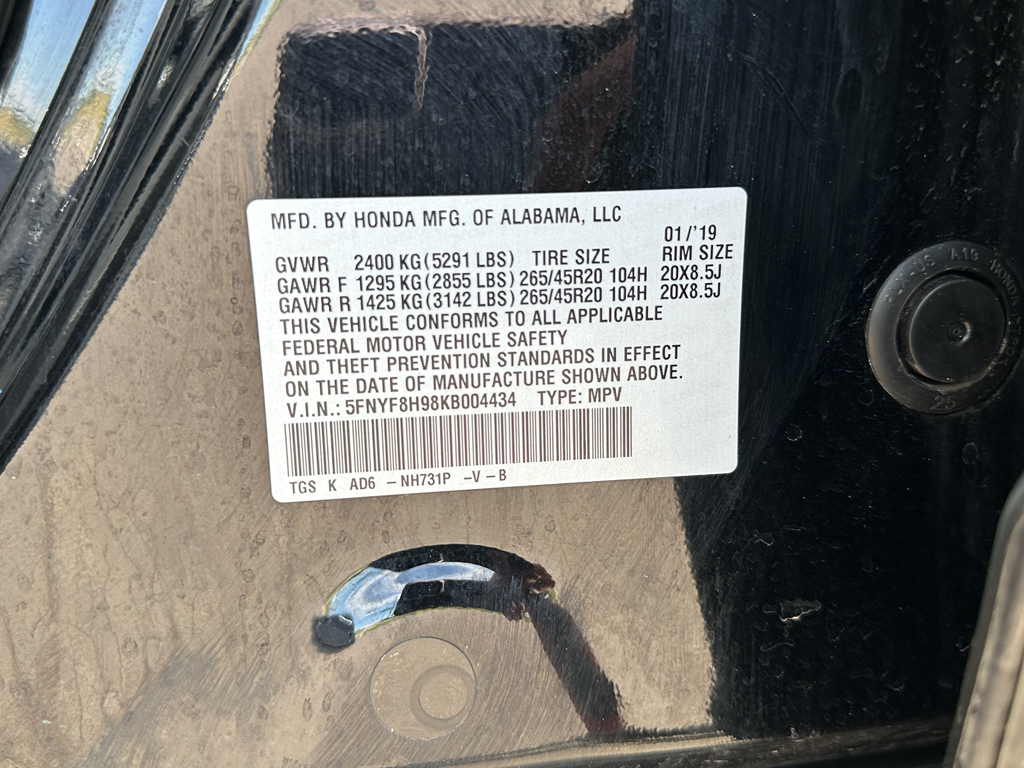 MFD. BY HONDA MFG. OF ALABAMA, LLC
01/'19
GVWR 2400 KG(5291 LBS) TIRE SIZE RIM SIZE
GAWR F 1295 KG(2855 LBS) 265/45R20 104H 20X8.5J
GAWR R 1425 KG(3142 LBS) 265/45R20 104H 20X8.5J
THIS VEHICLE CONFORMS TO ALL APPLICABLE
FEDERAL MOTOR VEHICLE SAFETY
AND THEFT PREVENTION STANDARDS IN EFFECT
ON THE DATE OF MANUFACTURE SHOWN ABOVE.
V.I.N.: 5FNYF8H98KB004434 TYPE: MPV
TGS K AD6 -NH731P -V -B
A19 HONDA